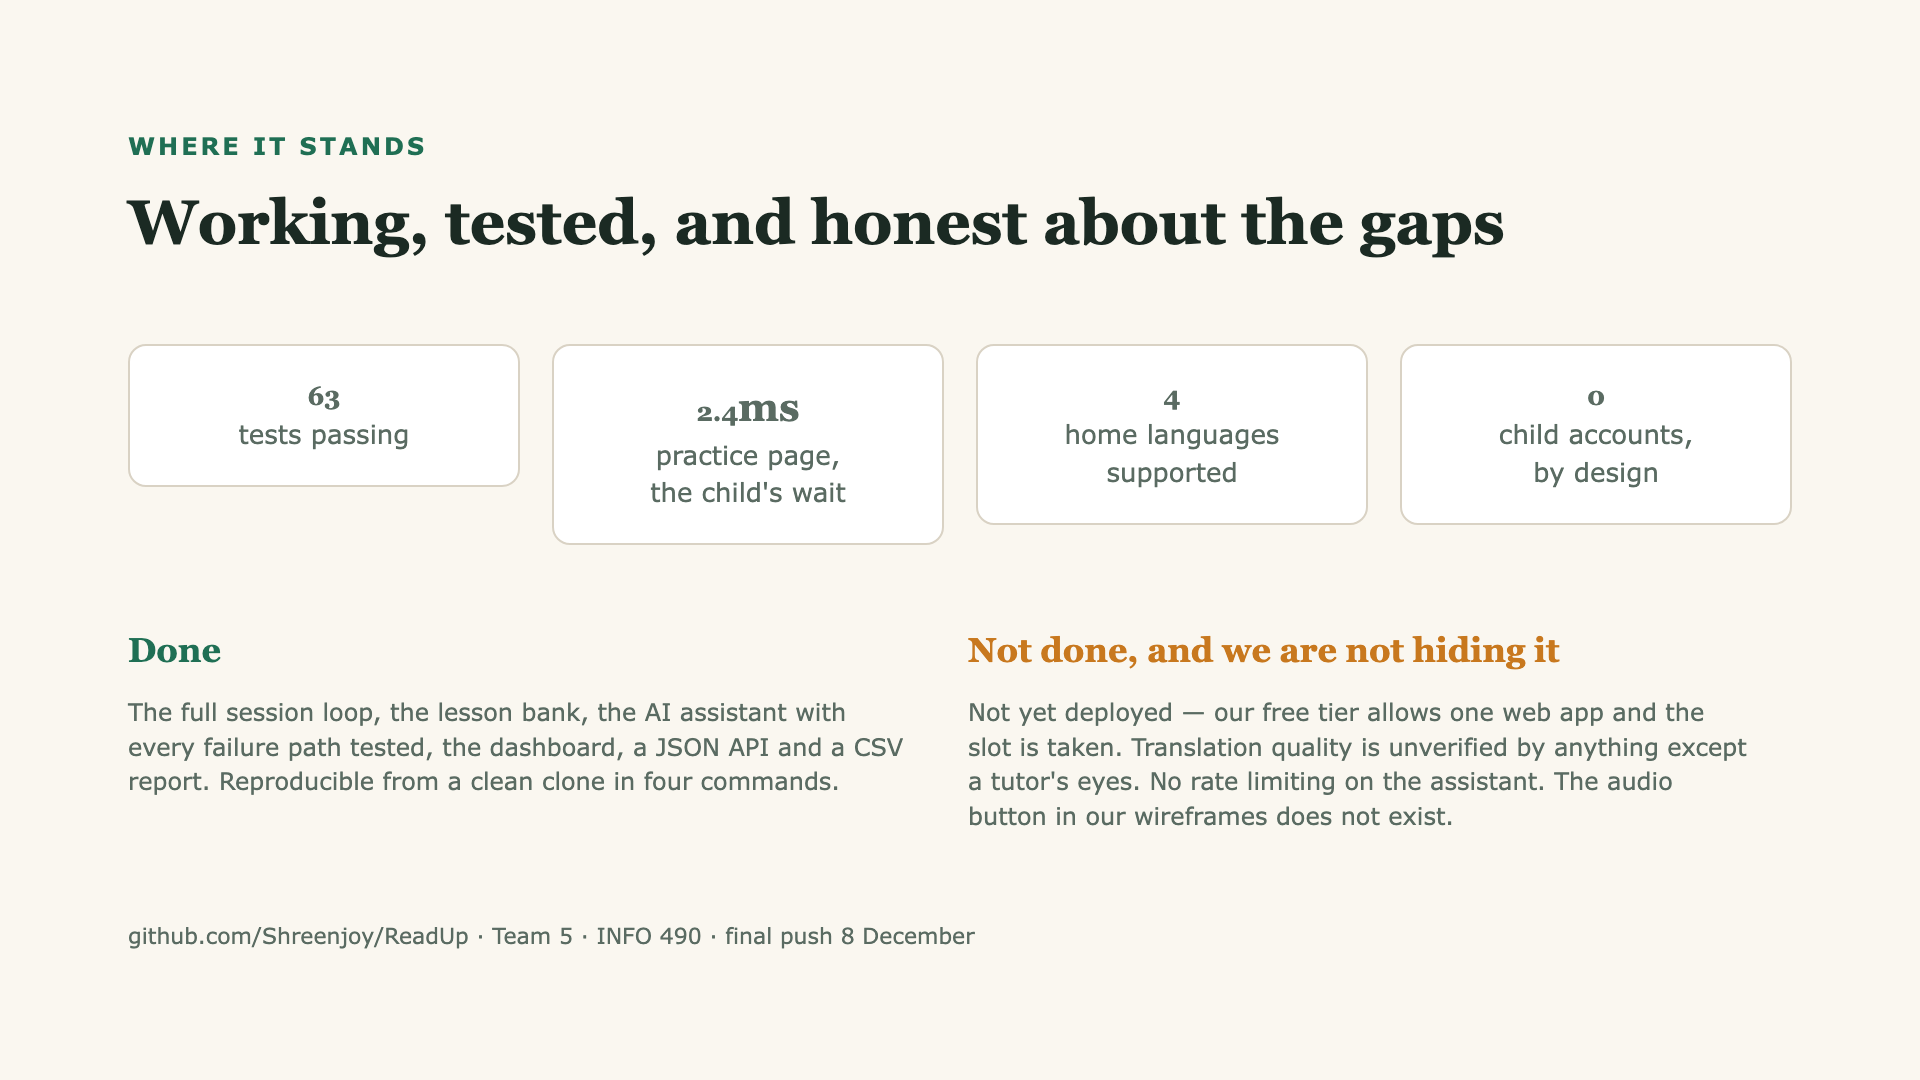 WHERE IT STANDS
Working, tested, and honest about the gaps
63
tests passing
2.4ms
practice page,
the child's wait
4
home languages
supported
0
child accounts,
by design
Done
The full session loop, the lesson bank, the AI assistant with
every failure path tested, the dashboard, a JSON API and a CSV
report. Reproducible from a clean clone in four commands.
Not done, and we are not hiding it
Not yet deployed — our free tier allows one web app and the
slot is taken. Translation quality is unverified by anything except
a tutor's eyes. No rate limiting on the assistant. The audio
button in our wireframes does not exist.
github.com/Shreenjoy/ReadUp · Team 5 · INFO 490 · final push 8 December